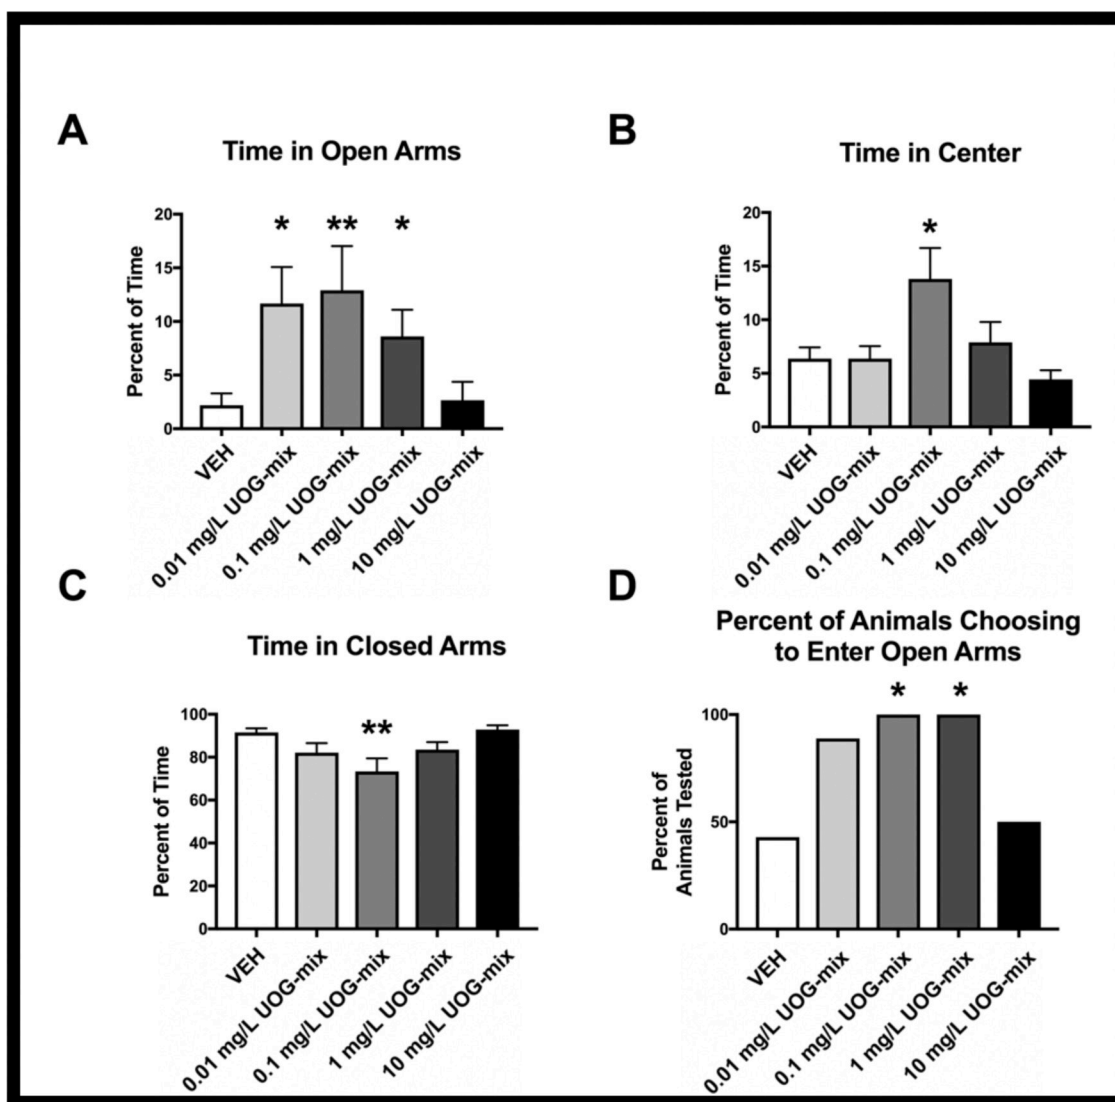 A
Time in Open Arms
* ** *
20
15
10
5
0
Percent of Time
VEH
0.01 mg/L UOG-mix
0.1 mg/L UOG-mix
1 mg/L UOG-mix
10 mg/L UOG-mix
B
Time in Center
*
20
15
10
5
0
Percent of Time
VEH
0.01 mg/L UOG-mix
0.1 mg/L UOG-mix
1 mg/L UOG-mix
10 mg/L UOG-mix
C
Time in Closed Arms
**
100
80
60
40
20
0
Percent of Time
VEH
0.01 mg/L UOG-mix
0.1 mg/L UOG-mix
1 mg/L UOG-mix
10 mg/L UOG-mix
D
Percent of Animals Choosing
to Enter Open Arms
* *
100
50
0
Percent of
Animals Tested
VEH
0.01 mg/L UOG-mix
0.1 mg/L UOG-mix
1 mg/L UOG-mix
10 mg/L UOG-mix